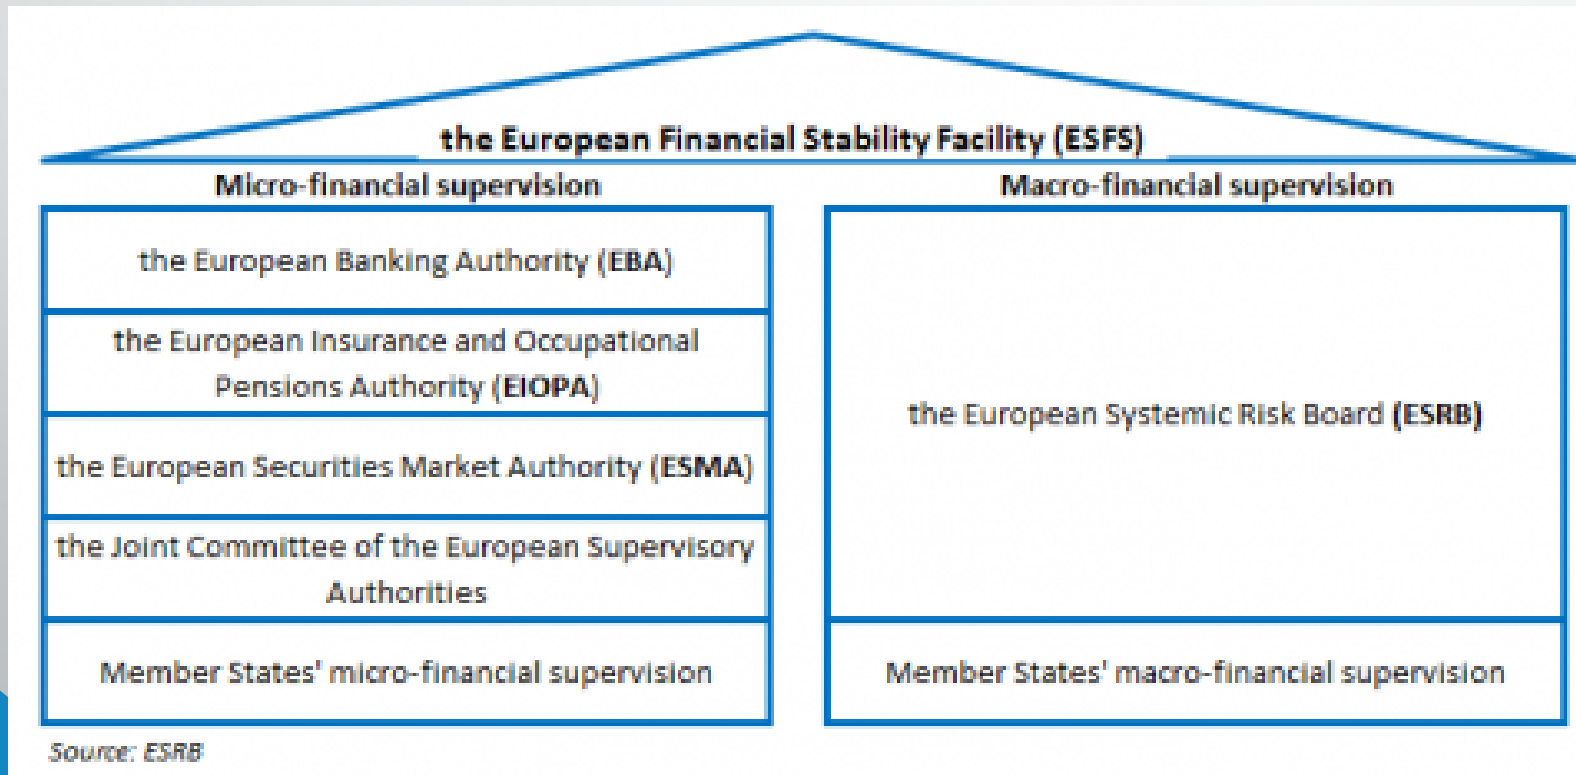 the European Financial Stability Facility (ESFS)
Micro-financial supervision
the European Banking Authority (EBA)
the European Insurance and Occupational
Pensions Authority (EIOPA)
the European Securities Market Authority (ESMA)
the Joint Committee of the European Supervisory
Authorities
Member States' micro-financial supervision
Macro-financial supervision
the European Systemic Risk Board (ESRB)
Member States' macro-financial supervision
Source: ESRB